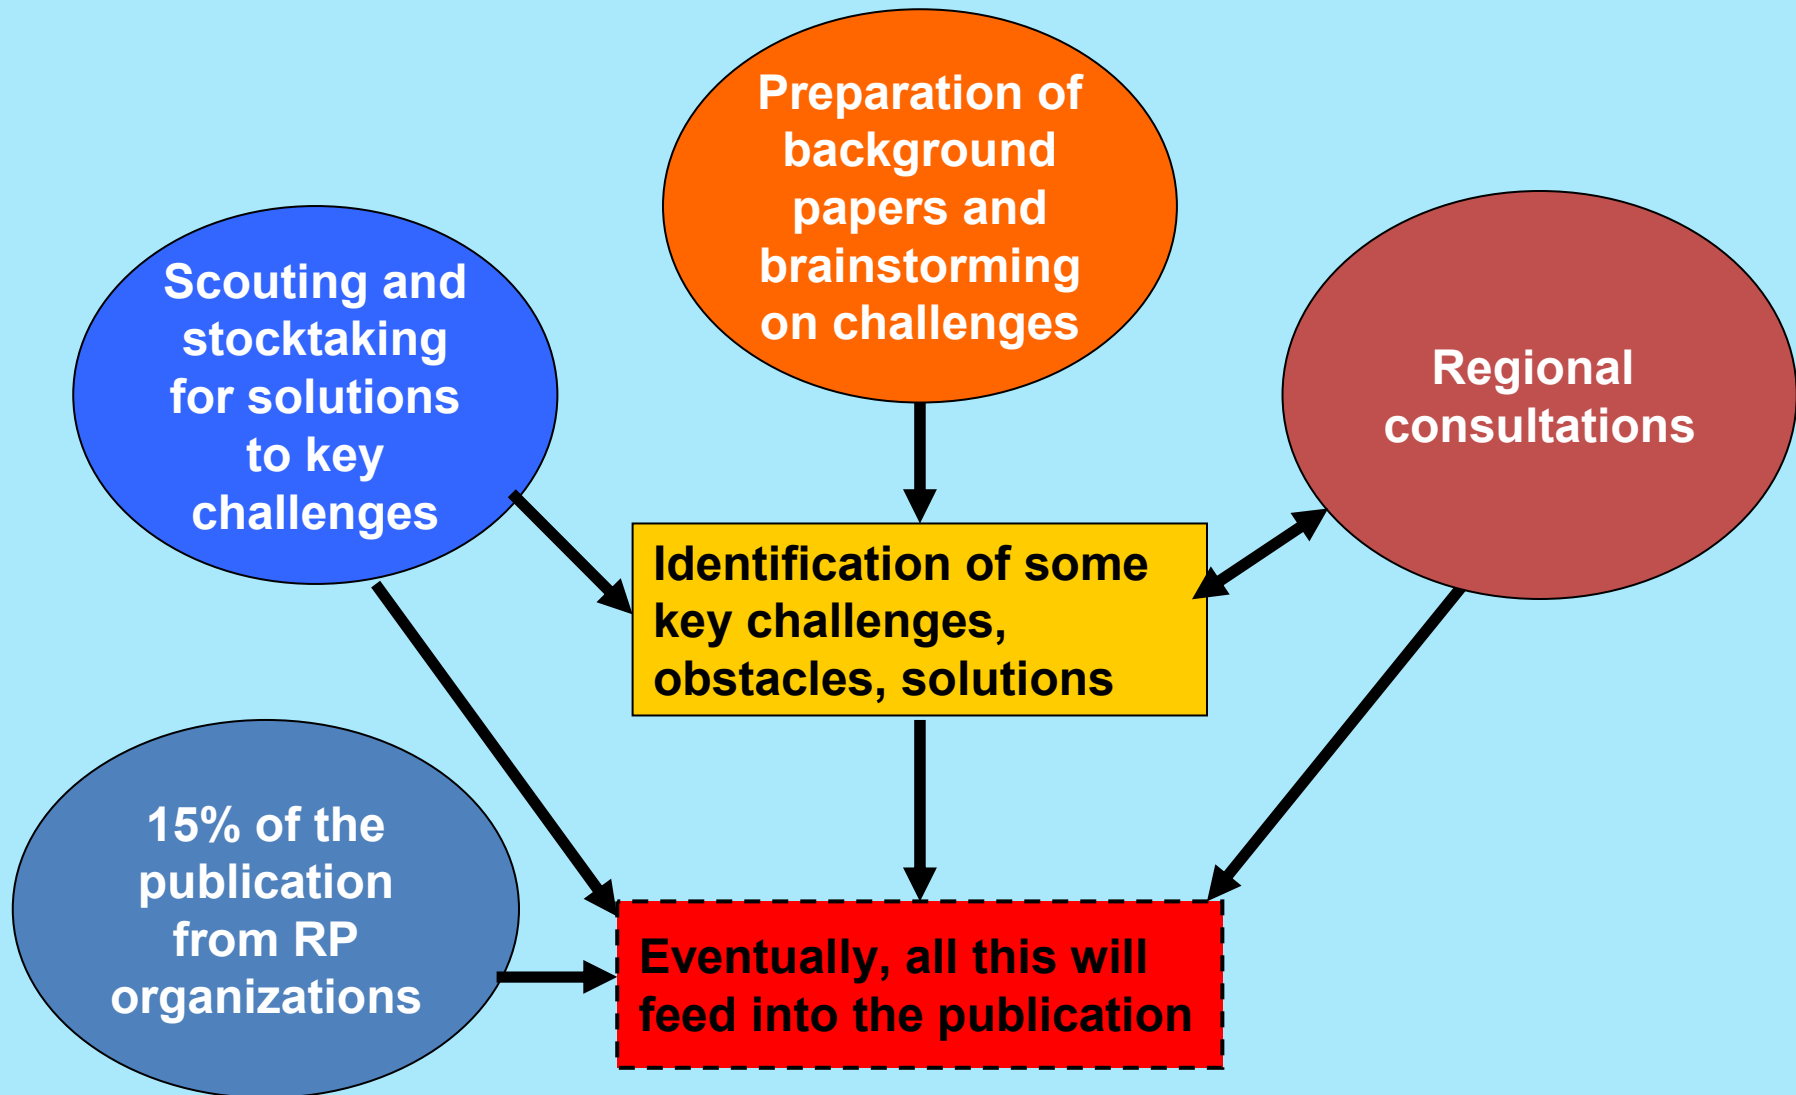 Preparation of
background
papers and
brainstorming
on challenges
Scouting and
stocktaking
for solutions
to key
challenges
Regional
consultations
Identification of some
key challenges,
obstacles, solutions
15% of the
publication
from RP
organizations
Eventually, all this will
feed into the publication